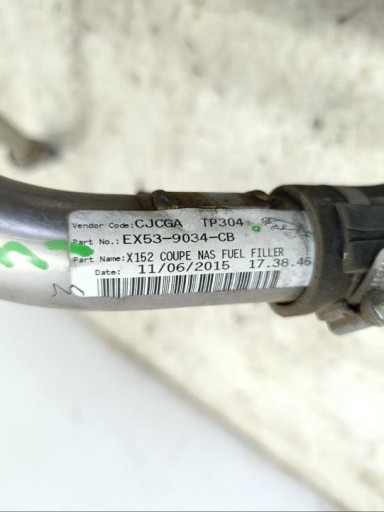 Vendor Code: CJCGA TP304
Part No.: EX53-9034-CB
Part Name: X152 COUPE NAS FUEL FILLER
Date: 11/06/2015 17.38.46